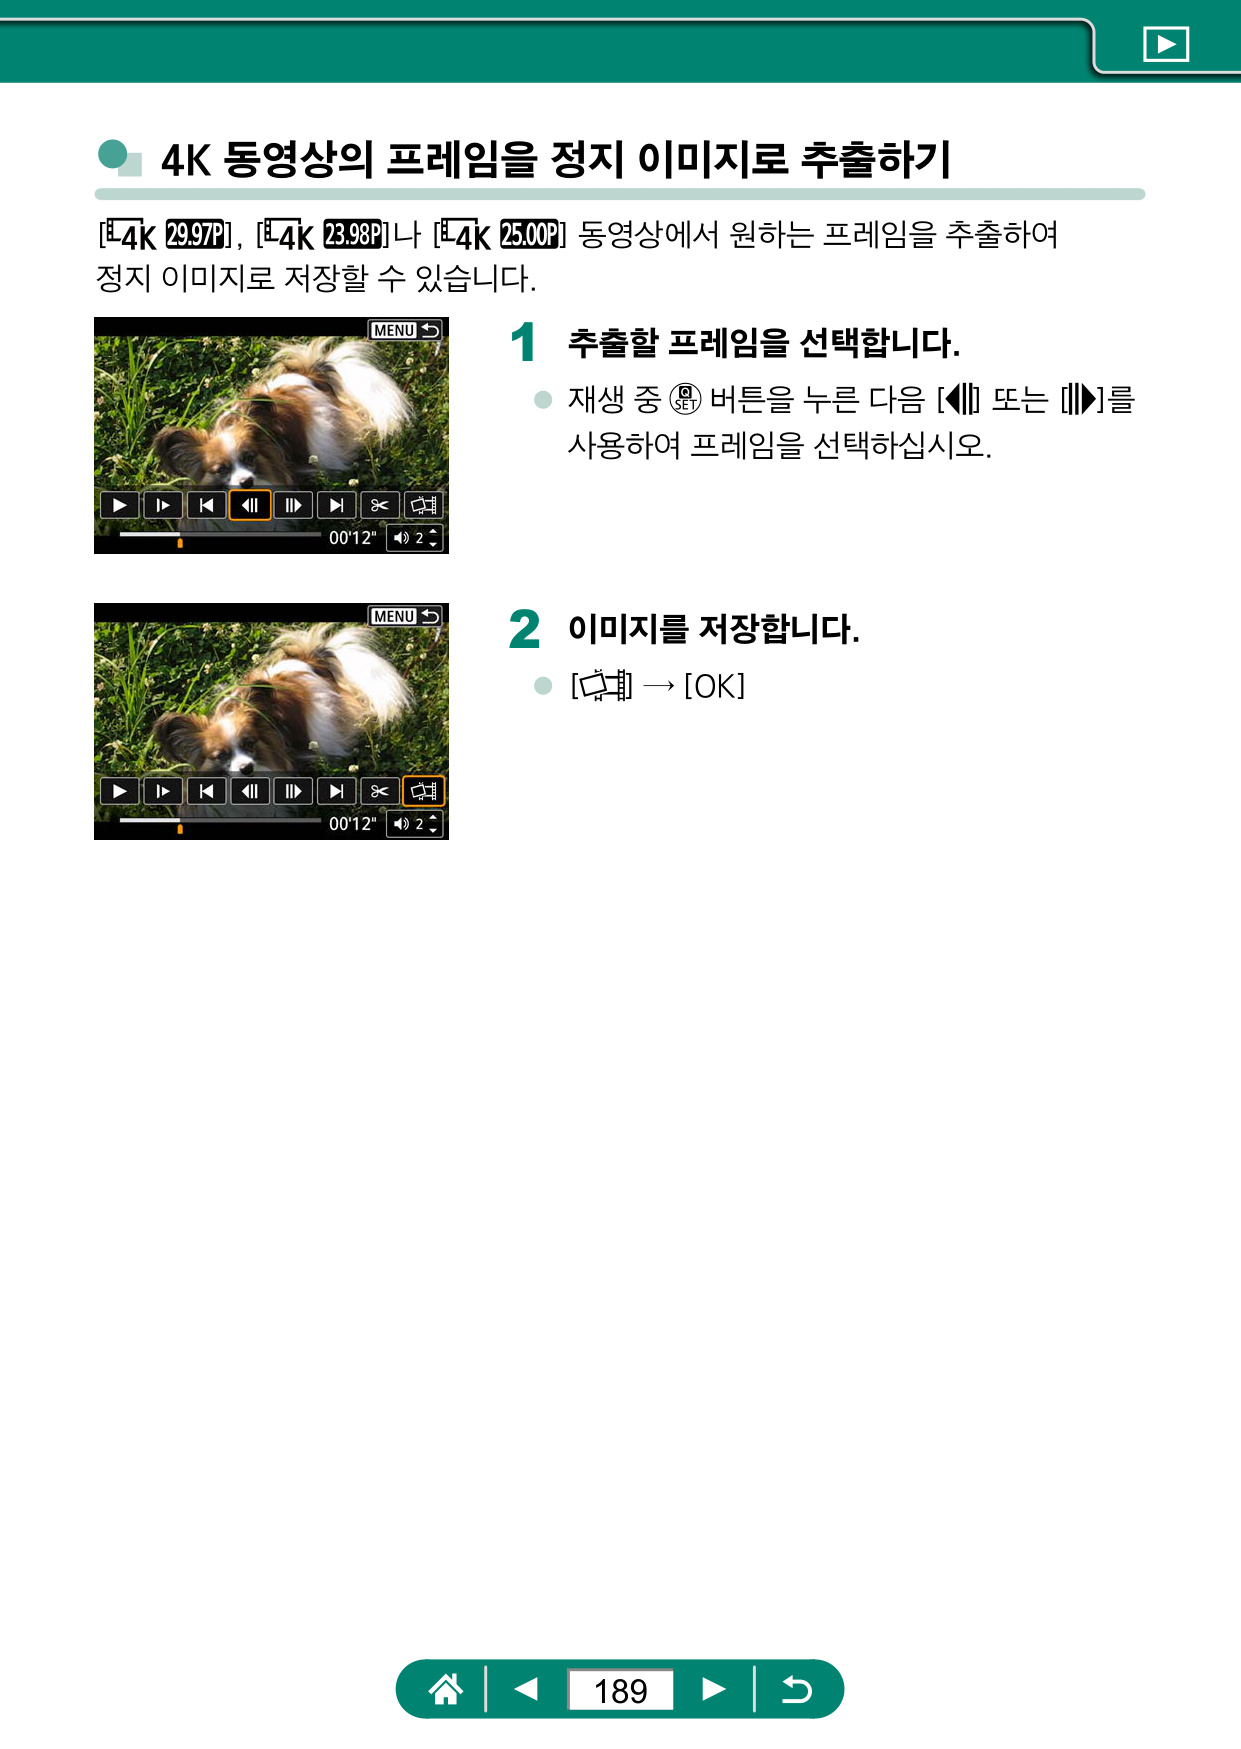 4K 동영상의 프레임을 정지 이미지로 추출하기
[4K 29.97P], [4K 23.98P]나 [4K 25.00P] 동영상에서 원하는 프레임을 추출하여
정지 이미지로 저장할 수 있습니다.
MENU
00'12"
2
1 추출할 프레임을 선택합니다.
재생 중 Q SET 버튼을 누른 다음 [] 또는 []를
사용하여 프레임을 선택하십시오.
MENU
00'12"
2
2 이미지를 저장합니다.
[] → [OK]
189